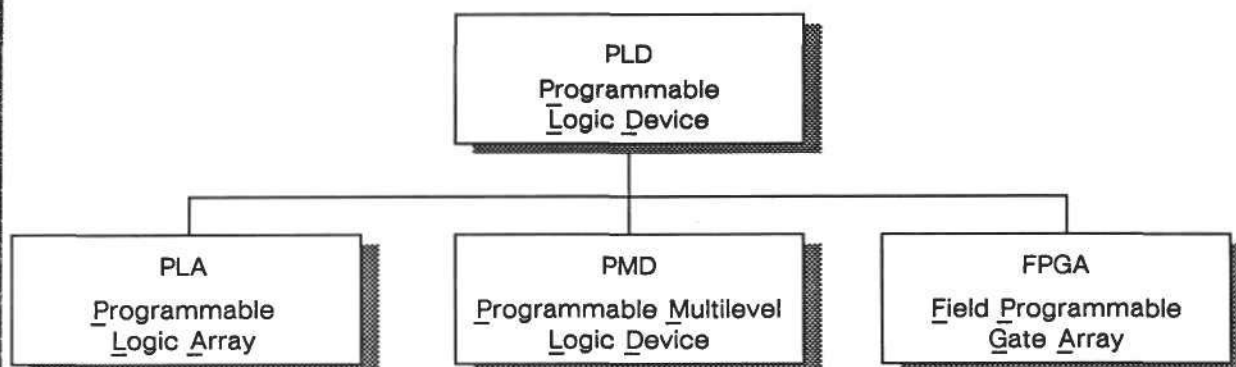 PLD
Programmable
Logic Device
PLA
Programmable
Logic Array
PMD
Programmable Multilevel
Logic Device
FPGA
Field Programmable
Gate Array